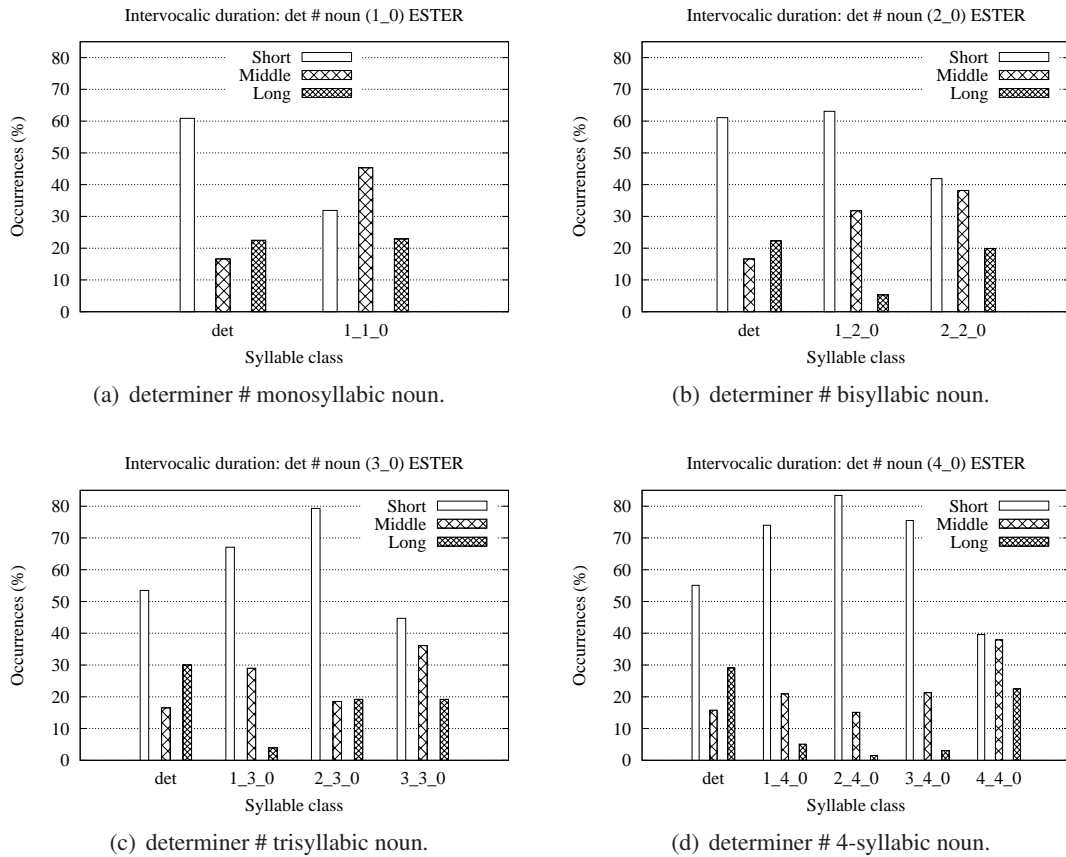 Intervocalic duration: det # noun (1_0) ESTER
Occurrences (%)
80
70
60
50
40
30
20
10
0
Short
Middle
Long
det 1_1_0
Syllable class
(a) determiner # monosyllabic noun.
Intervocalic duration: det # noun (2_0) ESTER
Occurrences (%)
80
70
60
50
40
30
20
10
0
Short
Middle
Long
det 1_2_0 2_2_0
Syllable class
(b) determiner # bisyllabic noun.
Intervocalic duration: det # noun (3_0) ESTER
Occurrences (%)
80
70
60
50
40
30
20
10
0
Short
Middle
Long
det 1_3_0 2_3_0 3_3_0
Syllable class
(c) determiner # trisyllabic noun.
Intervocalic duration: det # noun (4_0) ESTER
Occurrences (%)
80
70
60
50
40
30
20
10
0
Short
Middle
Long
det 1_4_0 2_4_0 3_4_0 4_4_0
Syllable class
(d) determiner # 4-syllabic noun.